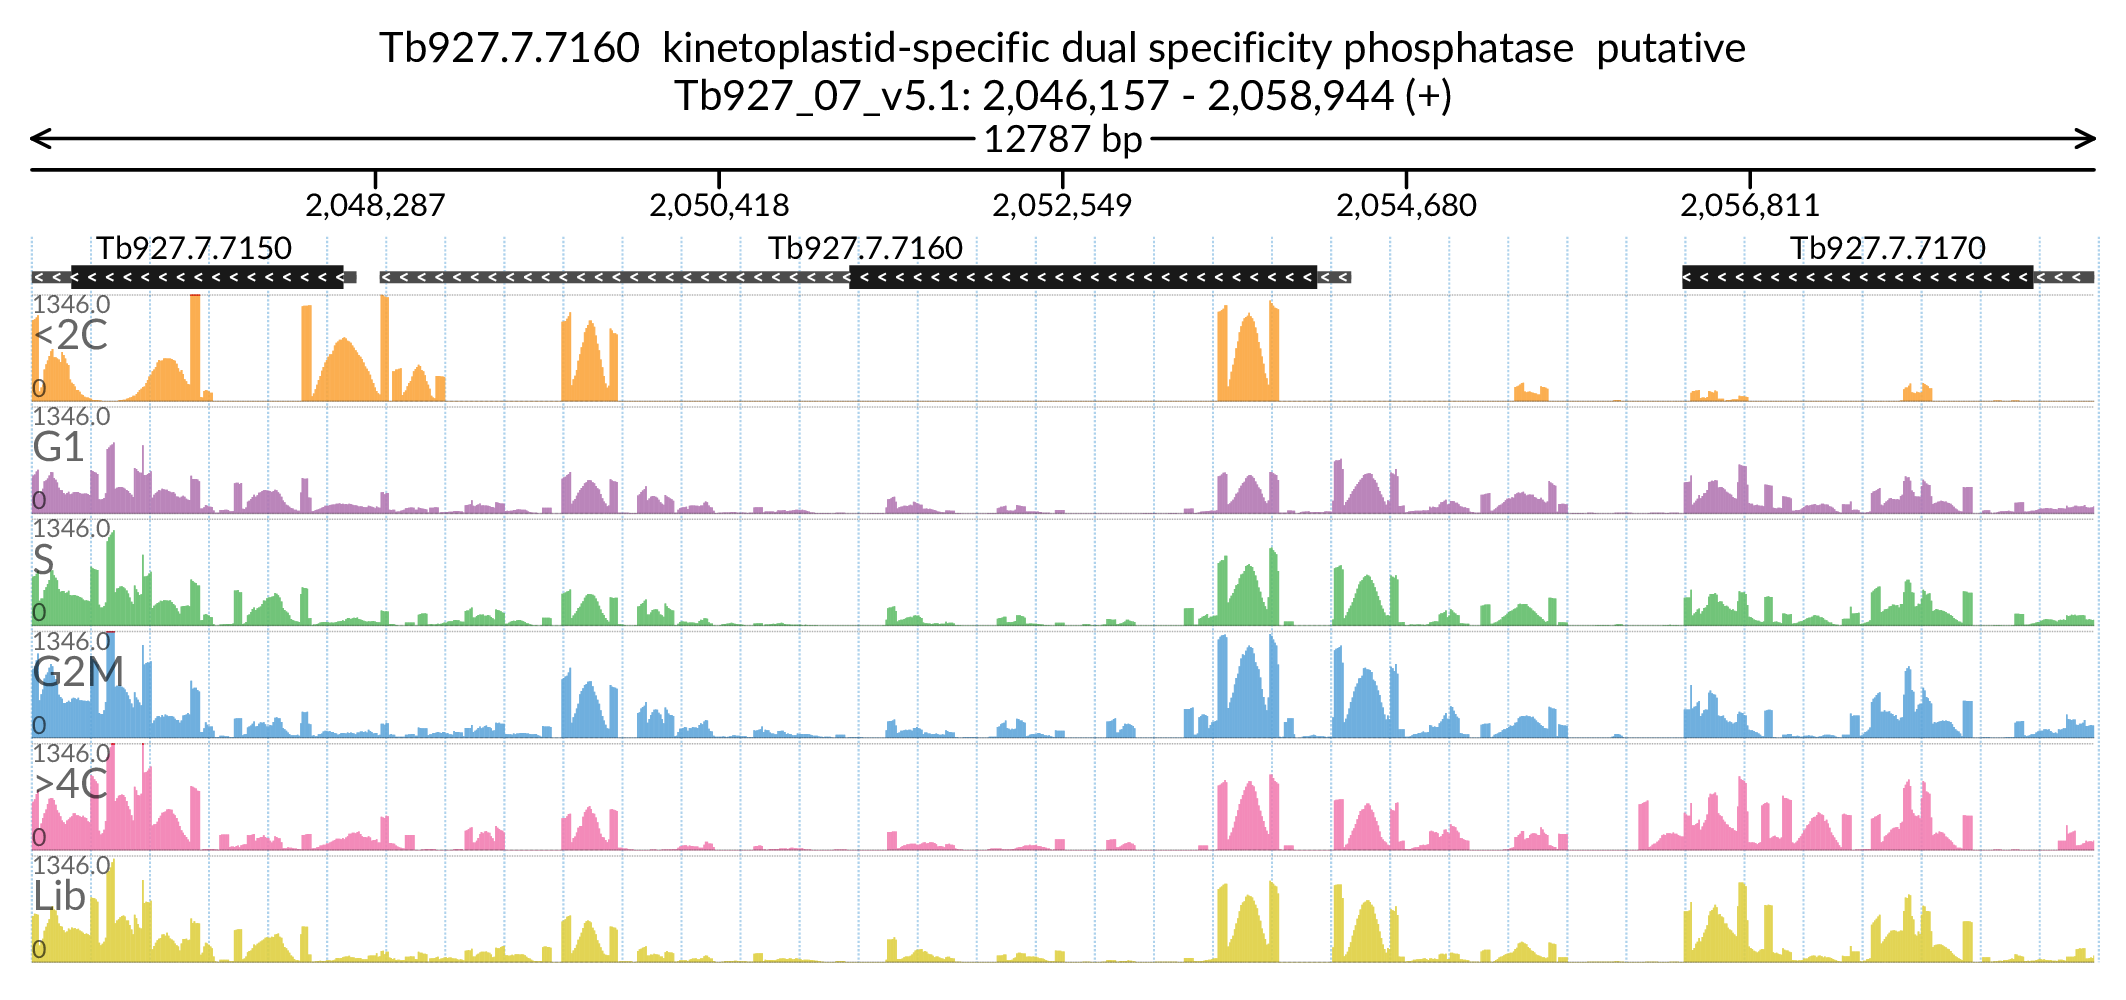 Tb927.7.7160  kinetoplastid-specific dual specificity phosphatase  putative
Tb927_07_v5.1: 2,046,157 - 2,058,944 (+)
12787 bp
2,048,287 2,050,418 2,052,549 2,054,680 2,056,811
Tb927.7.7150 Tb927.7.7160 Tb927.7.7170
1346.0
<2C
0
1346.0
G1
0
1346.0
S
0
1346.0
G2M
0
1346.0
>4C
0
1346.0
Lib
0